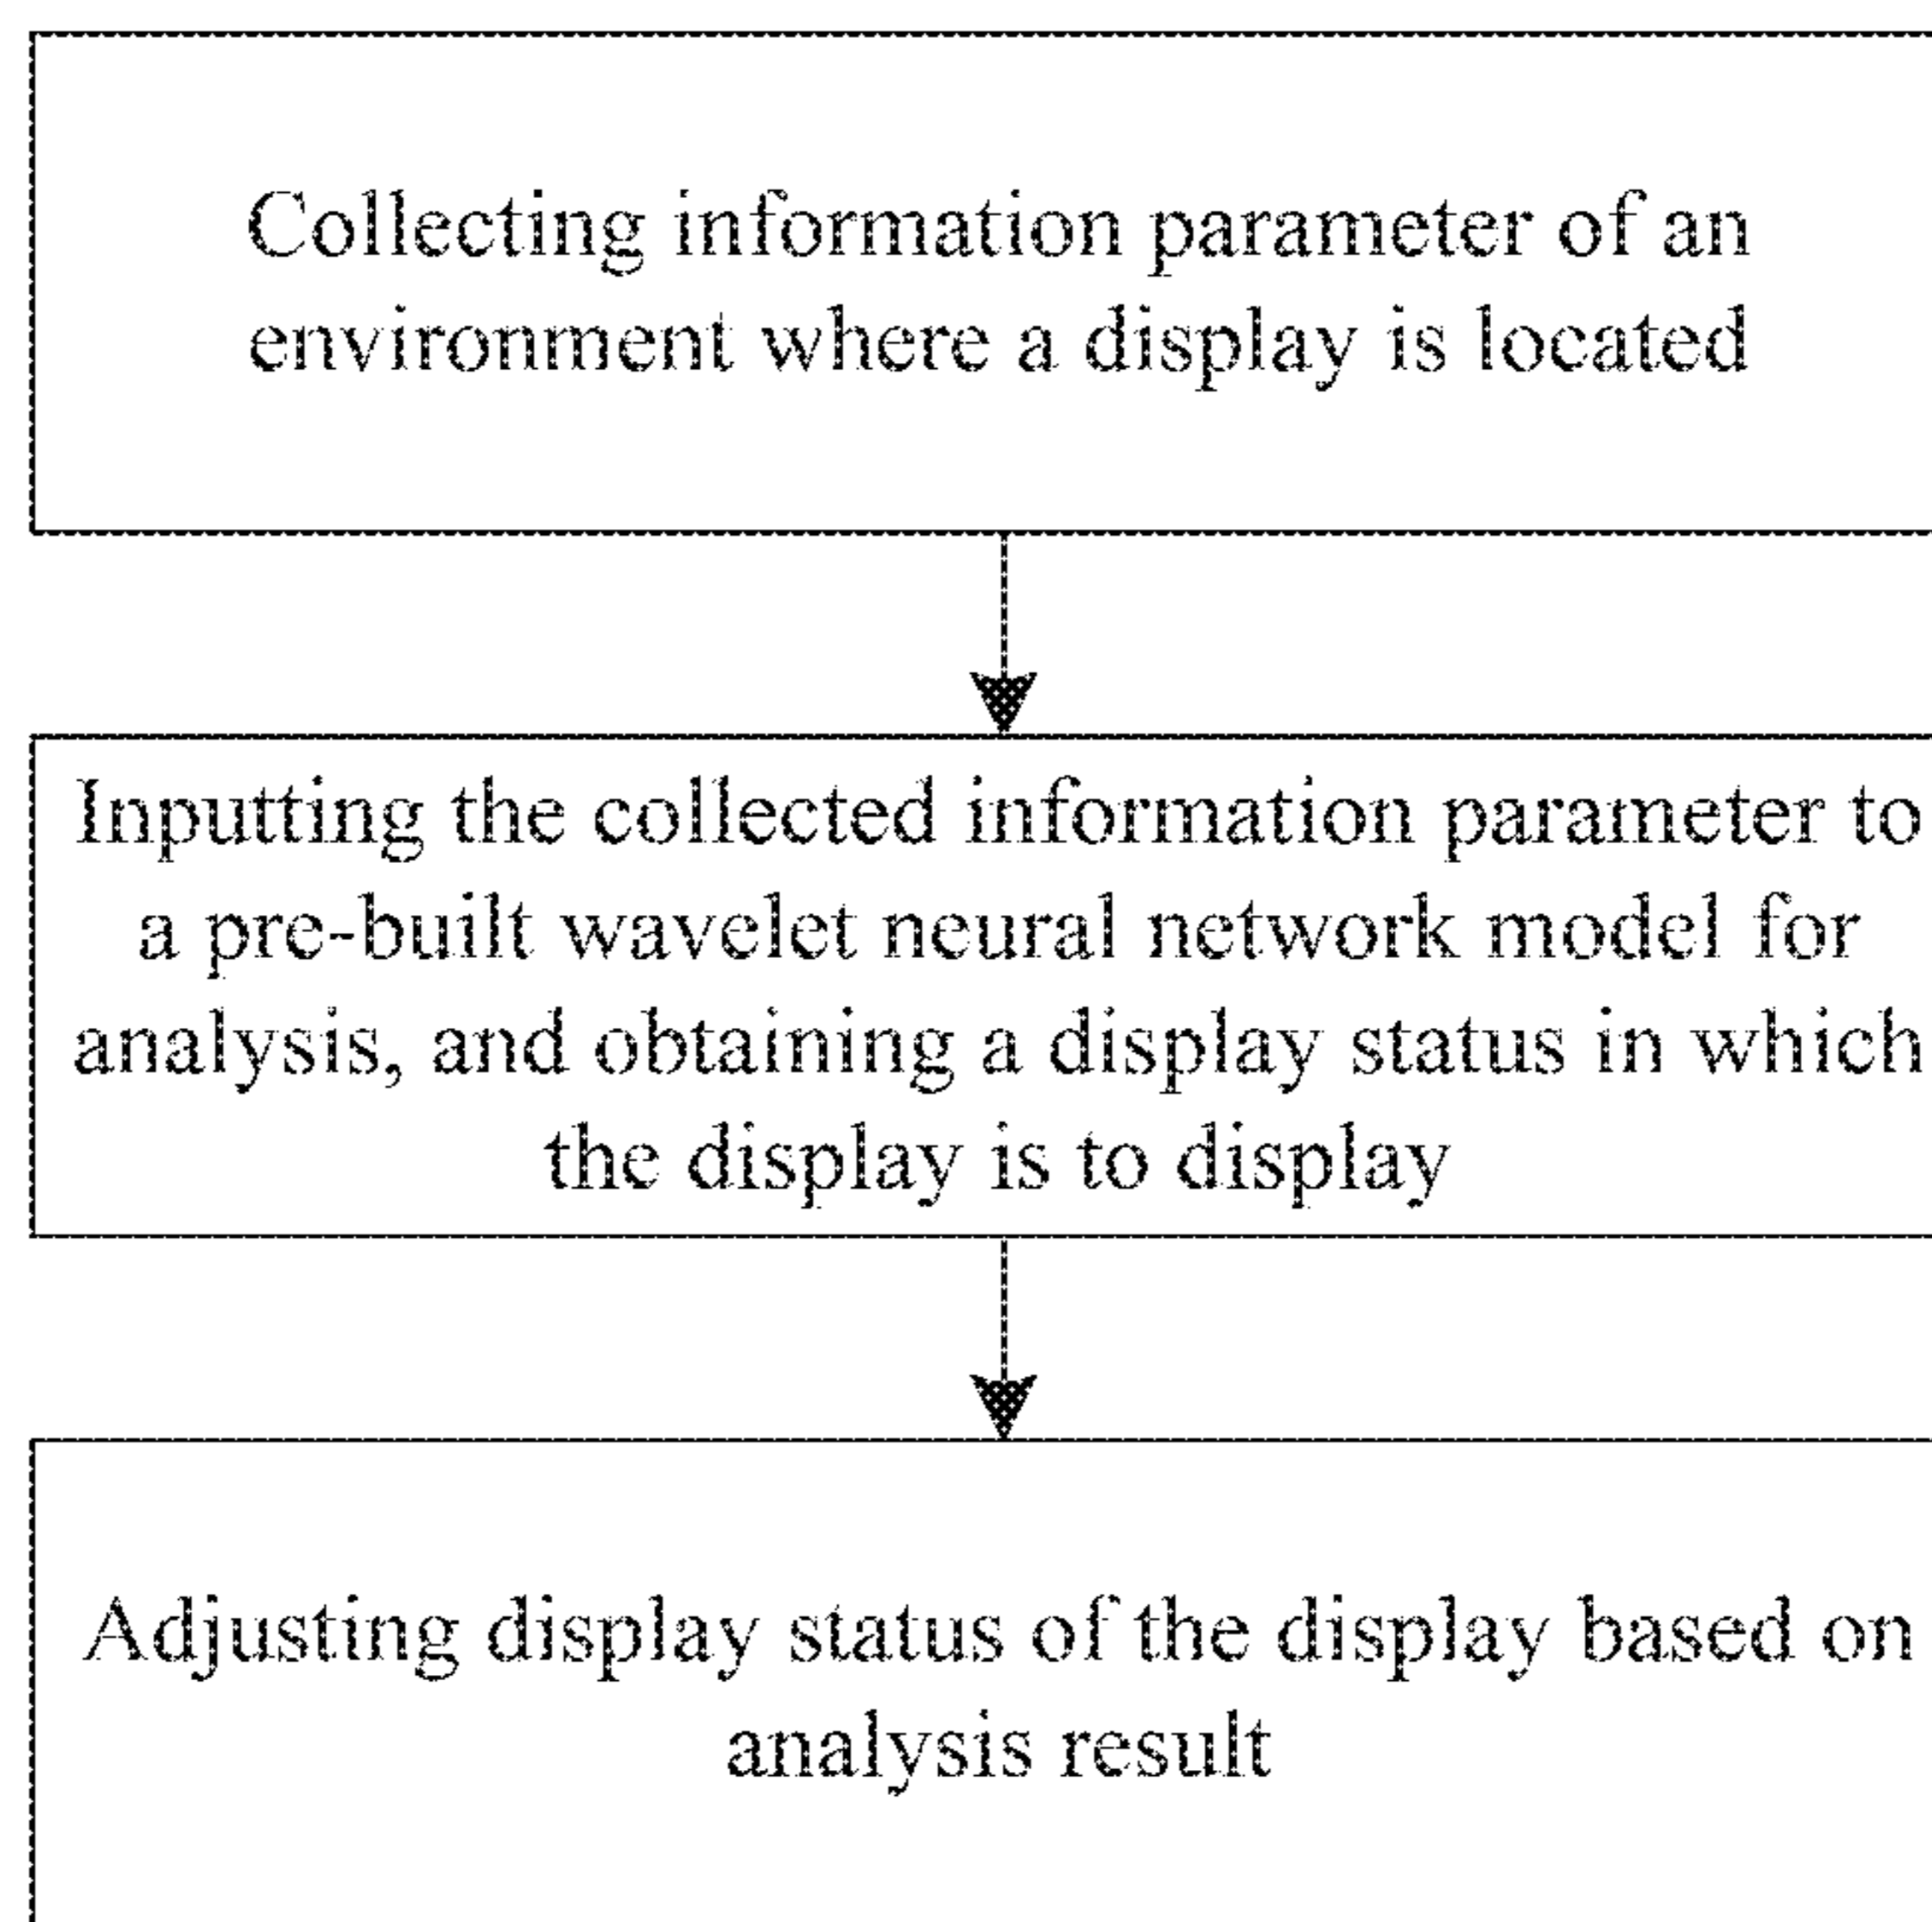 Collecting information parameter of an
environment where a display is located
Inputting the collected information parameter to
a pre-built wavelet neural network model for
analysis, and obtaining a display status in which
the display is to display
Adjusting display status of the display based on
analysis result